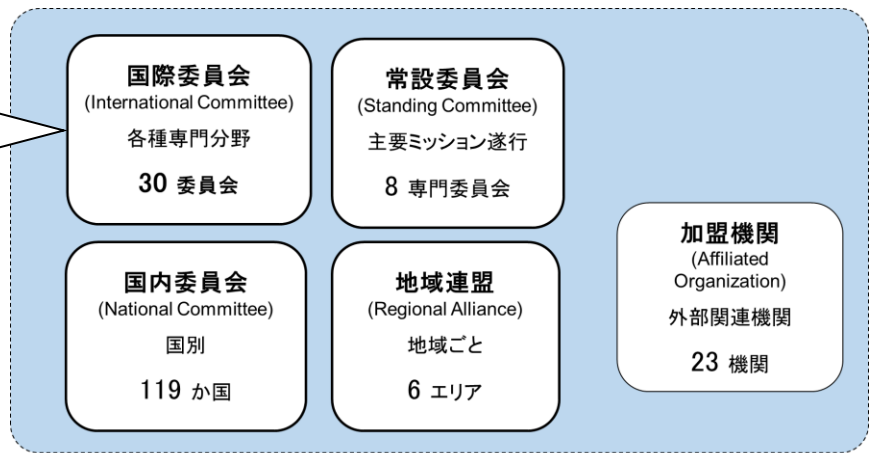 国際委員会
(International Committee)
各種専門分野
30 委員会
常設委員会
(Standing Committee)
主要ミッション遂行
8 専門委員会
国内委員会
(National Committee)
国別
119 か国
地域連盟
(Regional Alliance)
地域ごと
6 エリア
加盟機関
(Affiliated
Organization)
外部関連機関
23 機関